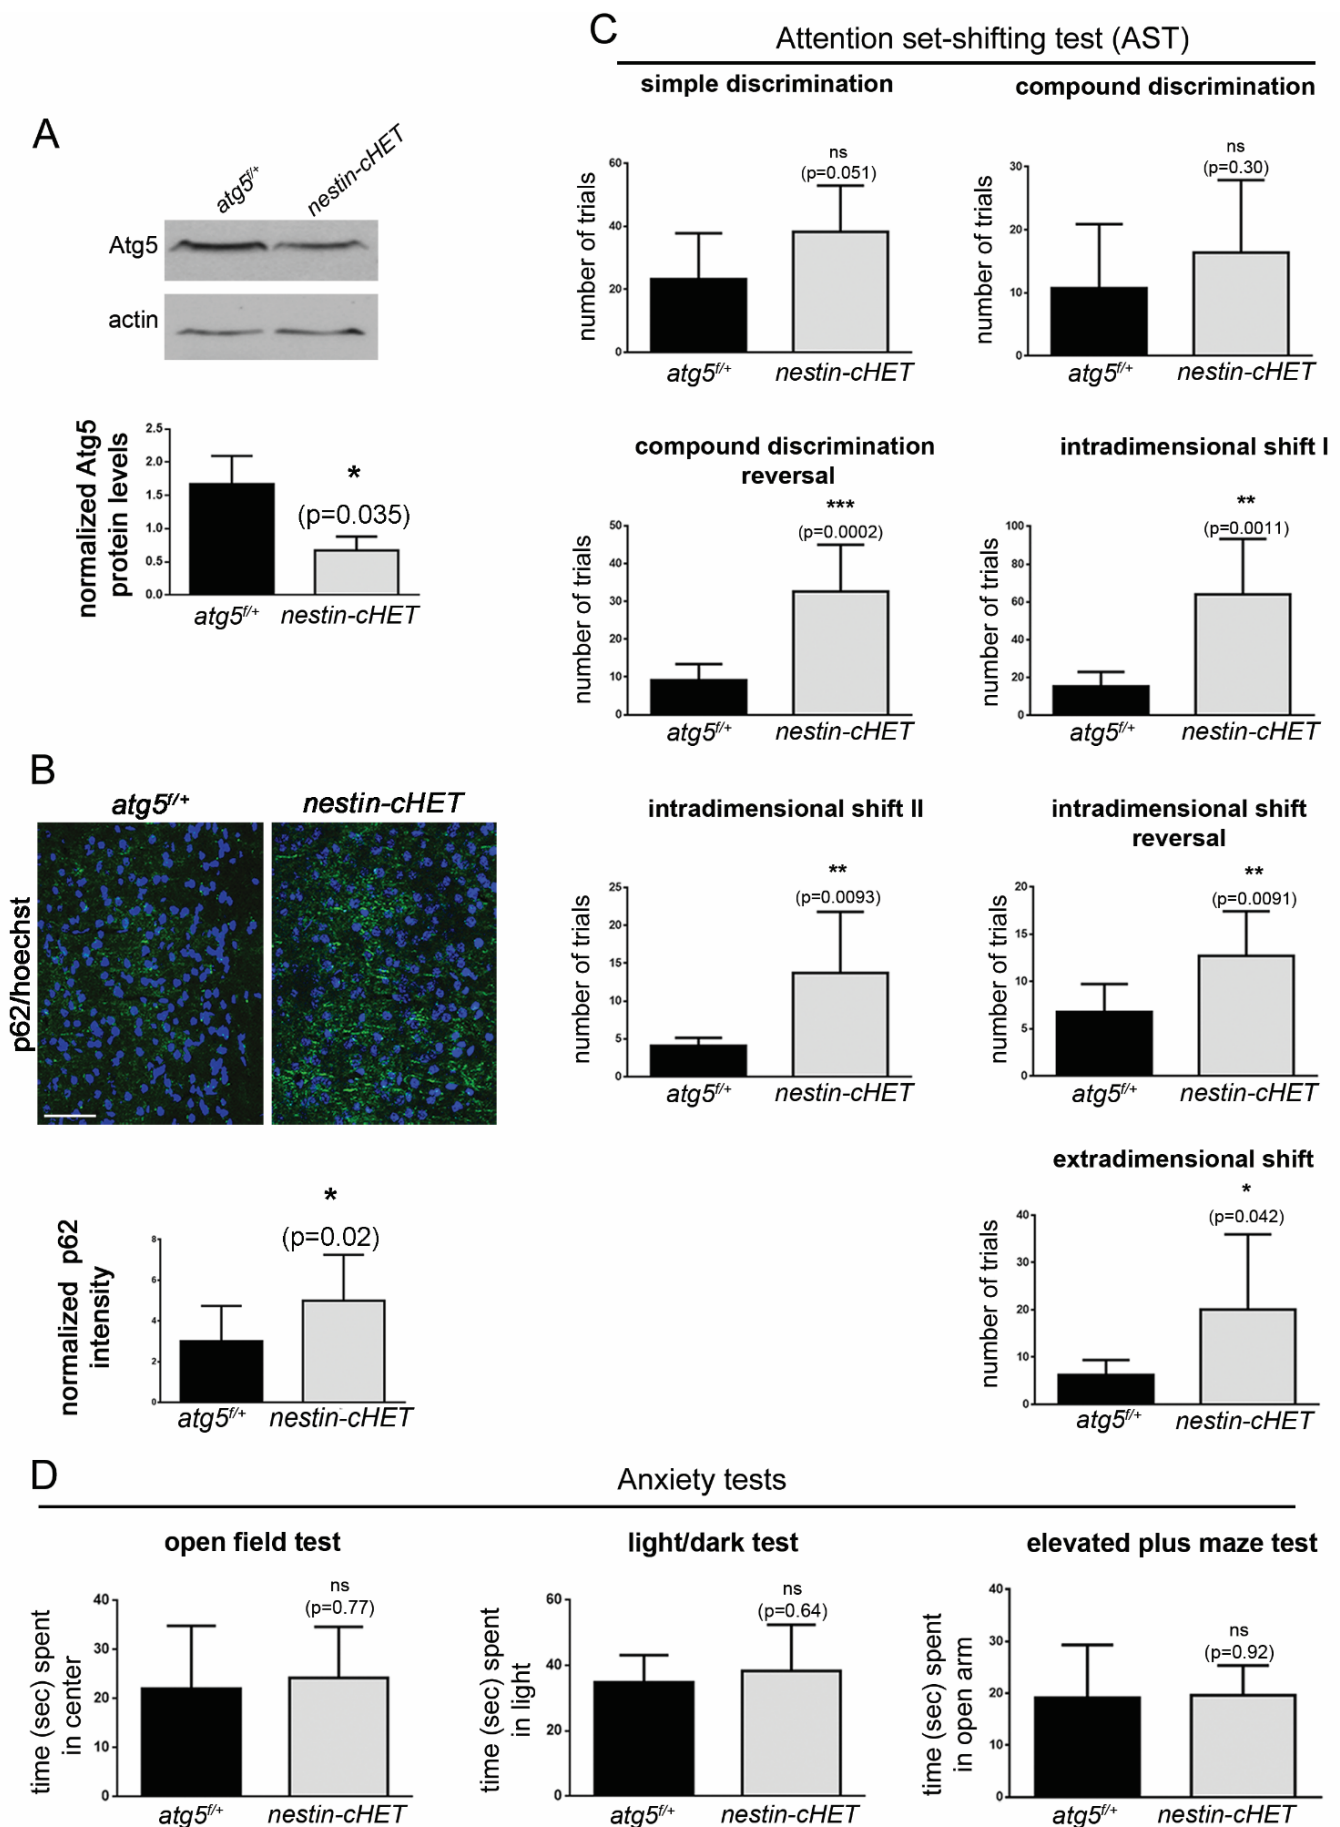 A
atg5f/+ nestin-cHET
Atg5
actin
normalized Atg5
protein levels
2.5
2.0
1.5
1.0
0.5
0.0
*
(p=0.035)
atg5f/+ nestin-cHET
B
atg5f/+ nestin-cHET
p62/hoechst
normalized p62
intensity
8
6
4
2
0
*
(p=0.02)
atg5f/+ nestin-cHET
C
Attention set-shifting test (AST)
simple discrimination
number of trials
60
40
20
0
ns
(p=0.051)
atg5f/+ nestin-cHET
compound discrimination
number of trials
30
20
10
0
ns
(p=0.30)
atg5f/+ nestin-cHET
compound discrimination
reversal
number of trials
50
40
30
20
10
0
***
(p=0.0002)
atg5f/+ nestin-cHET
intradimensional shift I
number of trials
100
80
60
40
20
0
**
(p=0.0011)
atg5f/+ nestin-cHET
intradimensional shift II
number of trials
25
20
15
10
5
0
**
(p=0.0093)
atg5f/+ nestin-cHET
intradimensional shift
reversal
number of trials
20
15
10
5
0
**
(p=0.0091)
atg5f/+ nestin-cHET
extradimensional shift
number of trials
40
30
20
10
0
*
(p=0.042)
atg5f/+ nestin-cHET
D
Anxiety tests
open field test
time (sec) spent
in center
40
30
20
10
0
ns
(p=0.77)
atg5f/+ nestin-cHET
light/dark test
time (sec) spent
in light
60
40
20
0
ns
(p=0.64)
atg5f/+ nestin-cHET
elevated plus maze test
time (sec) spent
in open arm
40
30
20
10
0
ns
(p=0.92)
atg5f/+ nestin-cHET